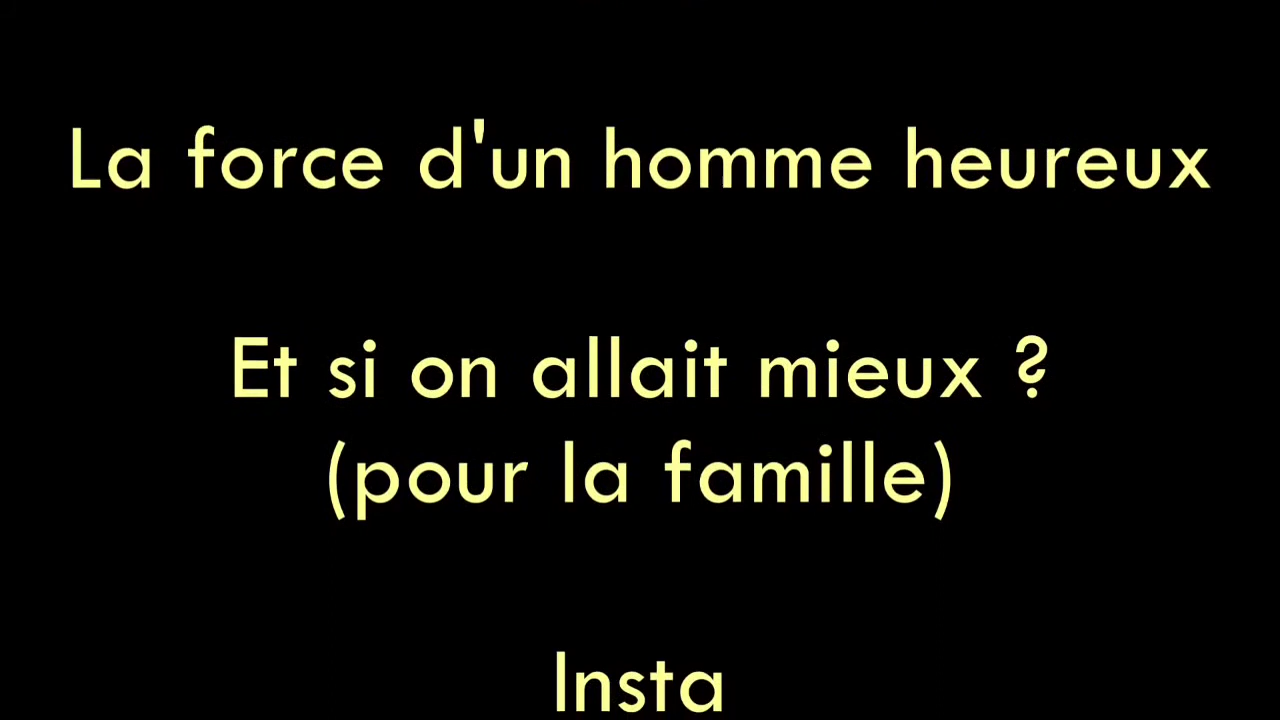 La force d'un homme heureux
Et si on allait mieux ?
(pour la famille)
Insta